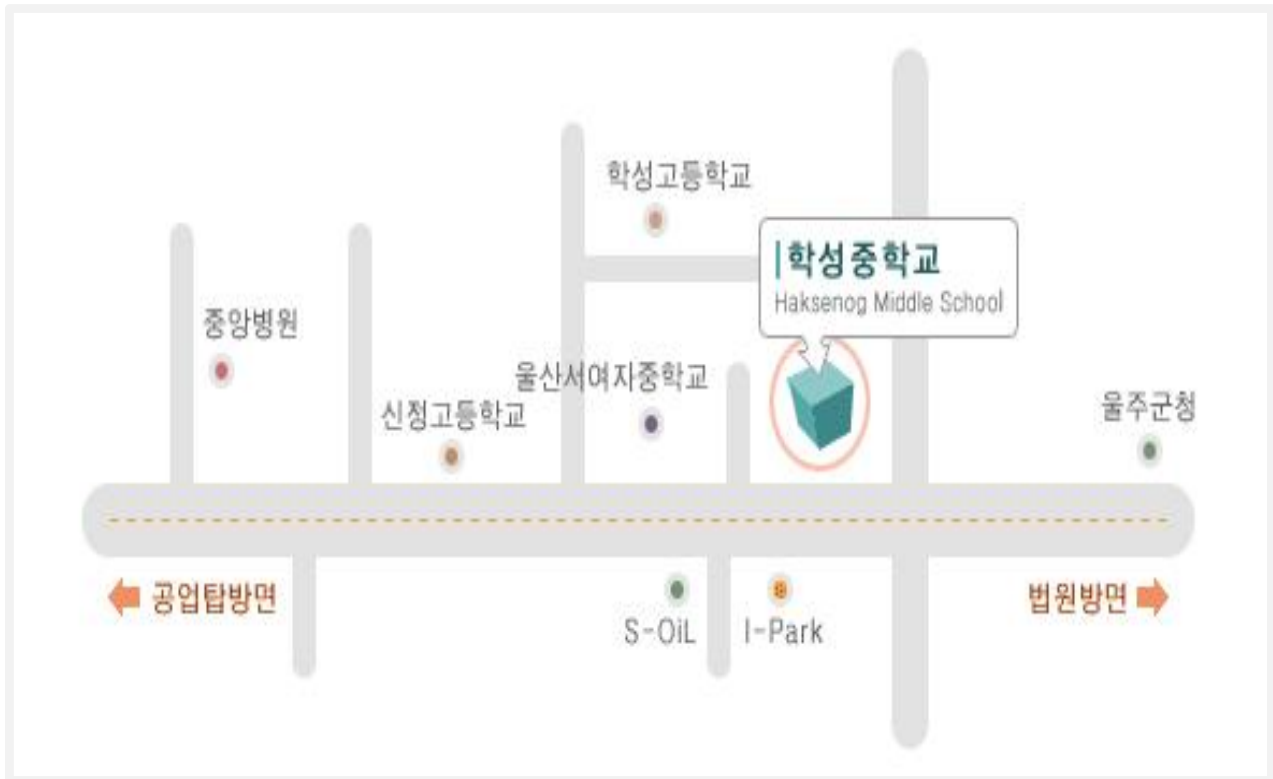 학성고등학교
학성중학교
Haksenog Middle School
중앙병원
울산서여자중학교
신정고등학교
울주군청
공업탑방면
법원방면
S-OiL
I-Park